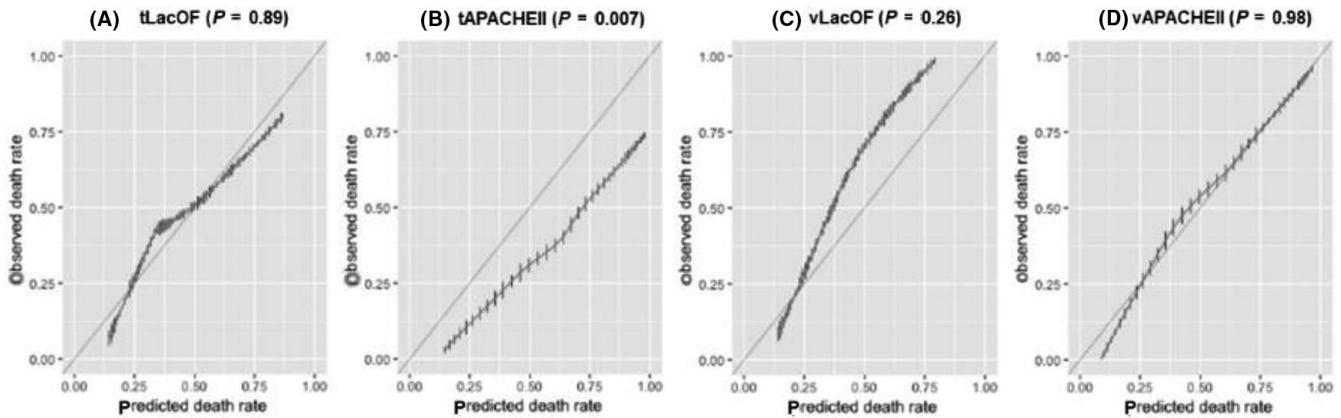 (A) tLacOF (P = 0.89)
1.00
0.75
0.50
0.25
0.00
Observed death rate
0.00 0.25 0.50 0.75 1.00
Predicted death rate
(B) tAPACHEII (P = 0.007)
1.00
0.75
0.50
0.25
0.00
Observed death rate
0.00 0.25 0.50 0.75 1.00
Predicted death rate
(C) vLacOF (P = 0.26)
1.00
0.75
0.50
0.25
0.00
observed death rate
0.00 0.25 0.50 0.75 1.00
Predicted death rate
(D) vAPACHEII (P = 0.98)
1.00
0.75
0.50
0.25
0.00
observed death rate
0.00 0.25 0.50 0.75 1.00
Predicted death rate